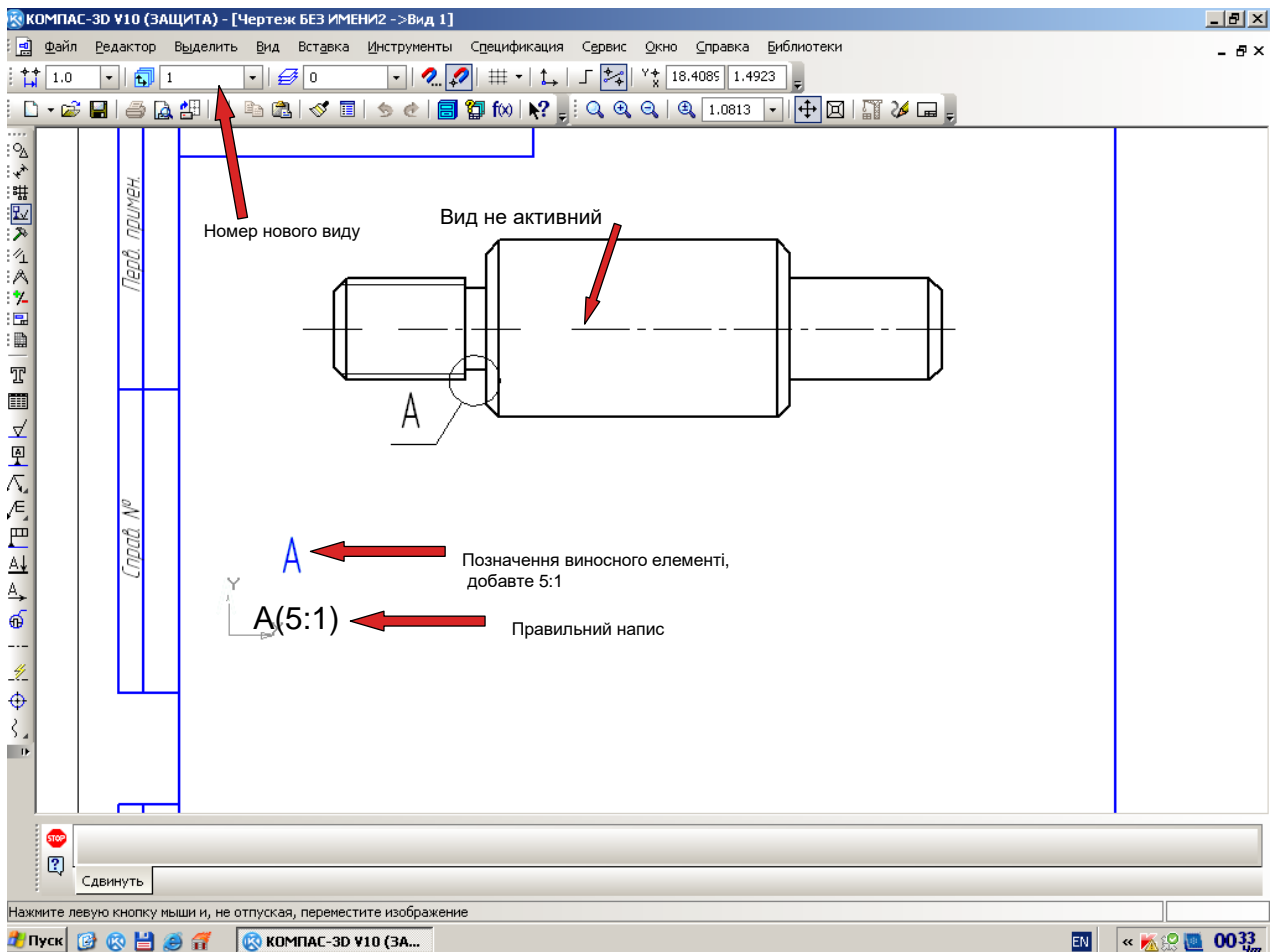 КОМПАС-3D V10 (ЗАЩИТА) - [Чертеж БЕЗ ИМЕНИ2 ->Вид 1]
Файл Редактор Выделить Вид Вставка Инструменты Спецификация Сервис Окно Справка Библиотеки
1.0 1 0 18.4089 1.4923
1.0813
Перв. примен.
Номер нового виду
Вид не активний
А
Справ. №
А
Позначення виносного елементі,
добавте 5:1
Y
А(5:1)
Правильний напис
STOP
Сдвинуть
Нажмите левую кнопку мыши и, не отпуская, переместите изображение
Пуск КОМПАС-3D V10 (ЗА... EN « 00 33 Чт